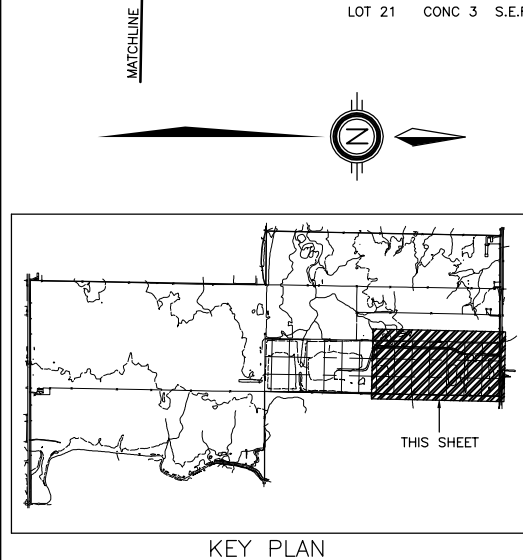 LOT 21 CONC 3 S.E.
MATCHLINE
N
THIS SHEET
KEY PLAN